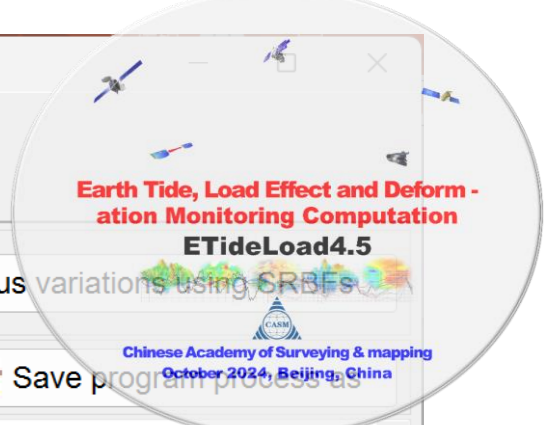 Earth Tide, Load Effect and Deform -
ation Monitoring Computation
ETideLoad4.5
us variations using SRBFs
CASM
Chinese Academy of Surveying & mapping
Save program process as
October 2024, Beijing, China